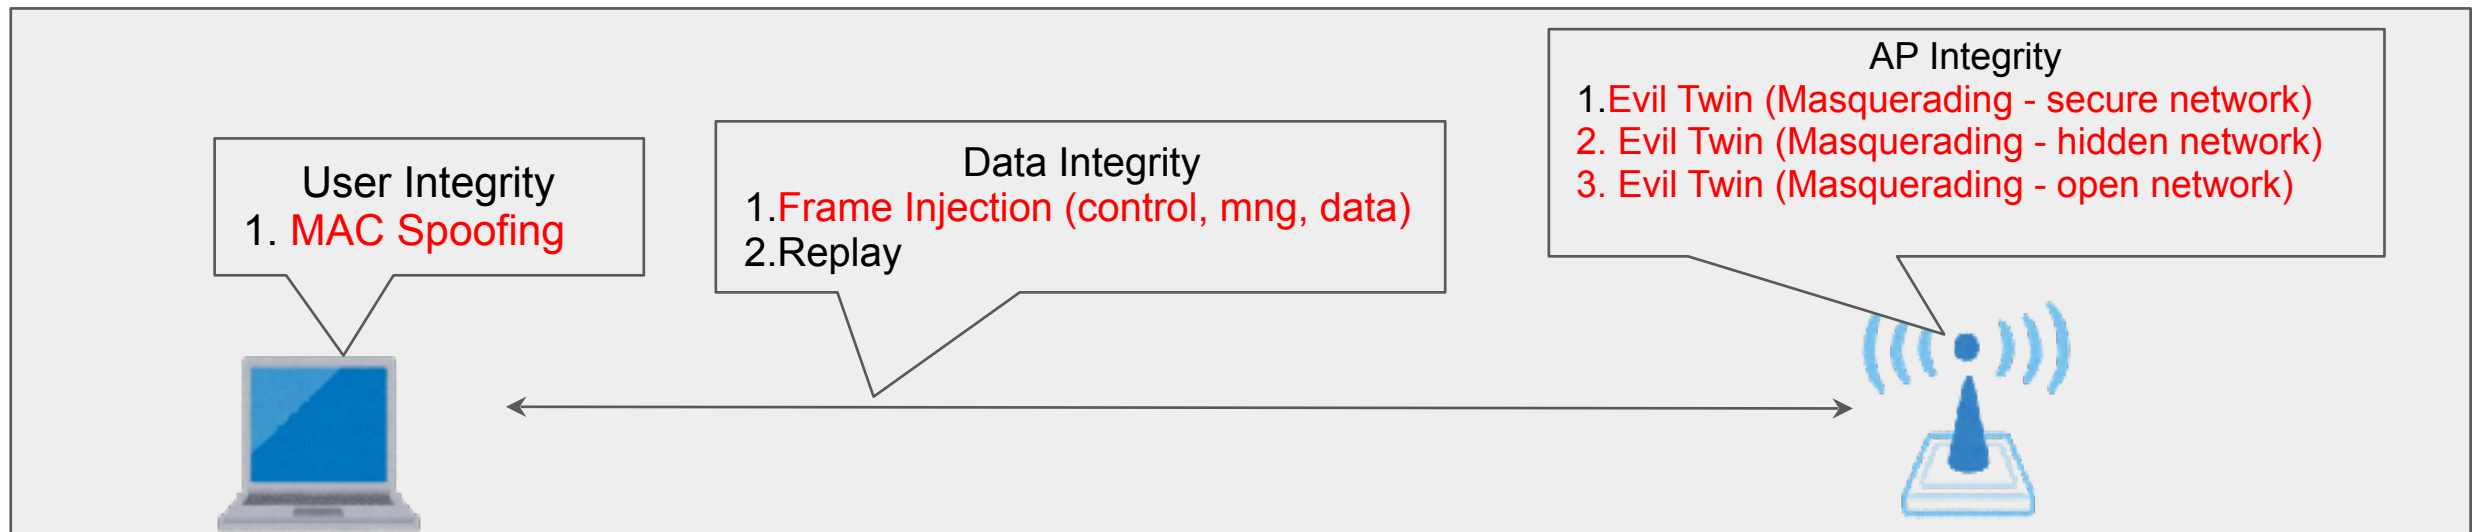 User Integrity
1. MAC Spoofing
Data Integrity
1.Frame Injection (control, mng, data)
2.Replay
AP Integrity
1.Evil Twin (Masquerading - secure network)
2. Evil Twin (Masquerading - hidden network)
3. Evil Twin (Masquerading - open network)